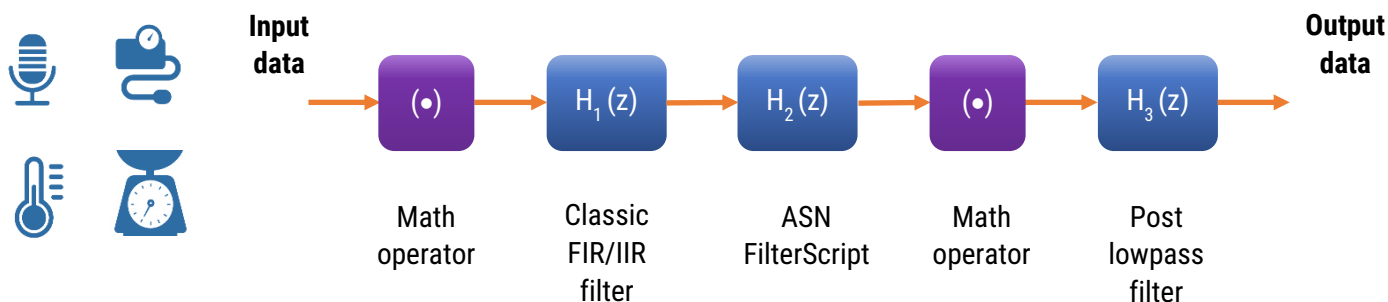 Input
data
Output
data
(•)
H₁(z)
H₂(z)
(•)
H₃(z)
Math
operator
Classic
FIR/IIR
filter
ASN
FilterScript
Math
operator
Post
lowpass
filter